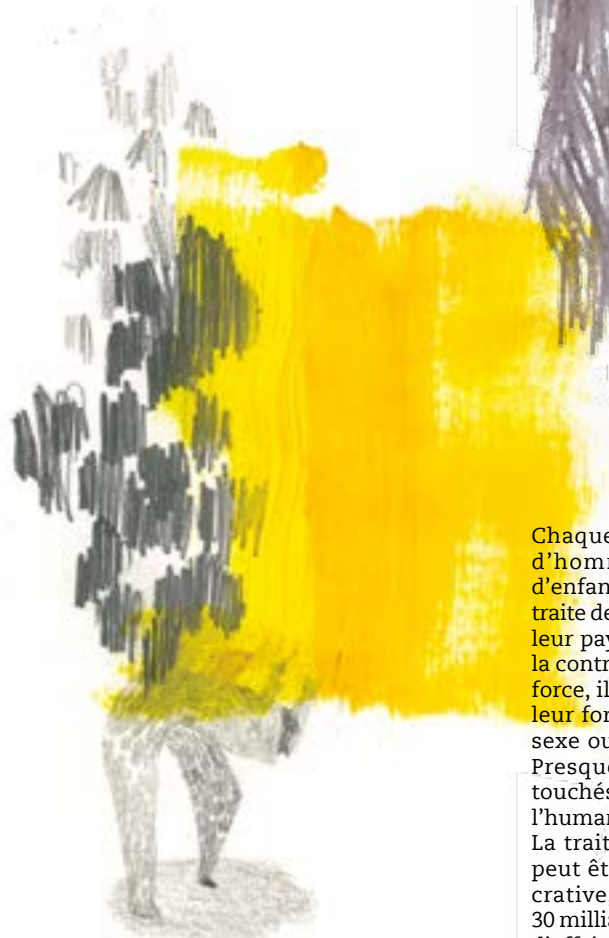 Chaque
d'homm
d'enfan
traite de
leur pay
la contr
force, il
leur for
sexe ou
Presque
touchés
l'human
La trait
peut êt
crative
30 milli